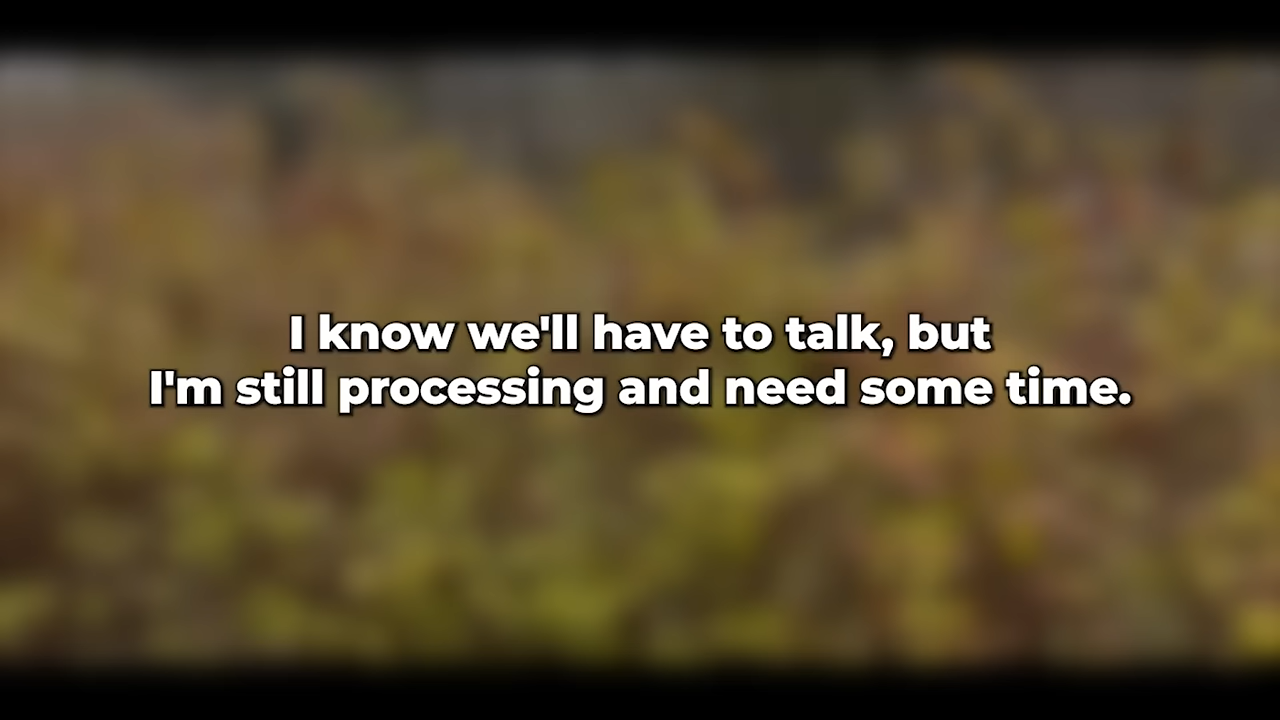 I know we'll have to talk, but
I'm still processing and need some time.